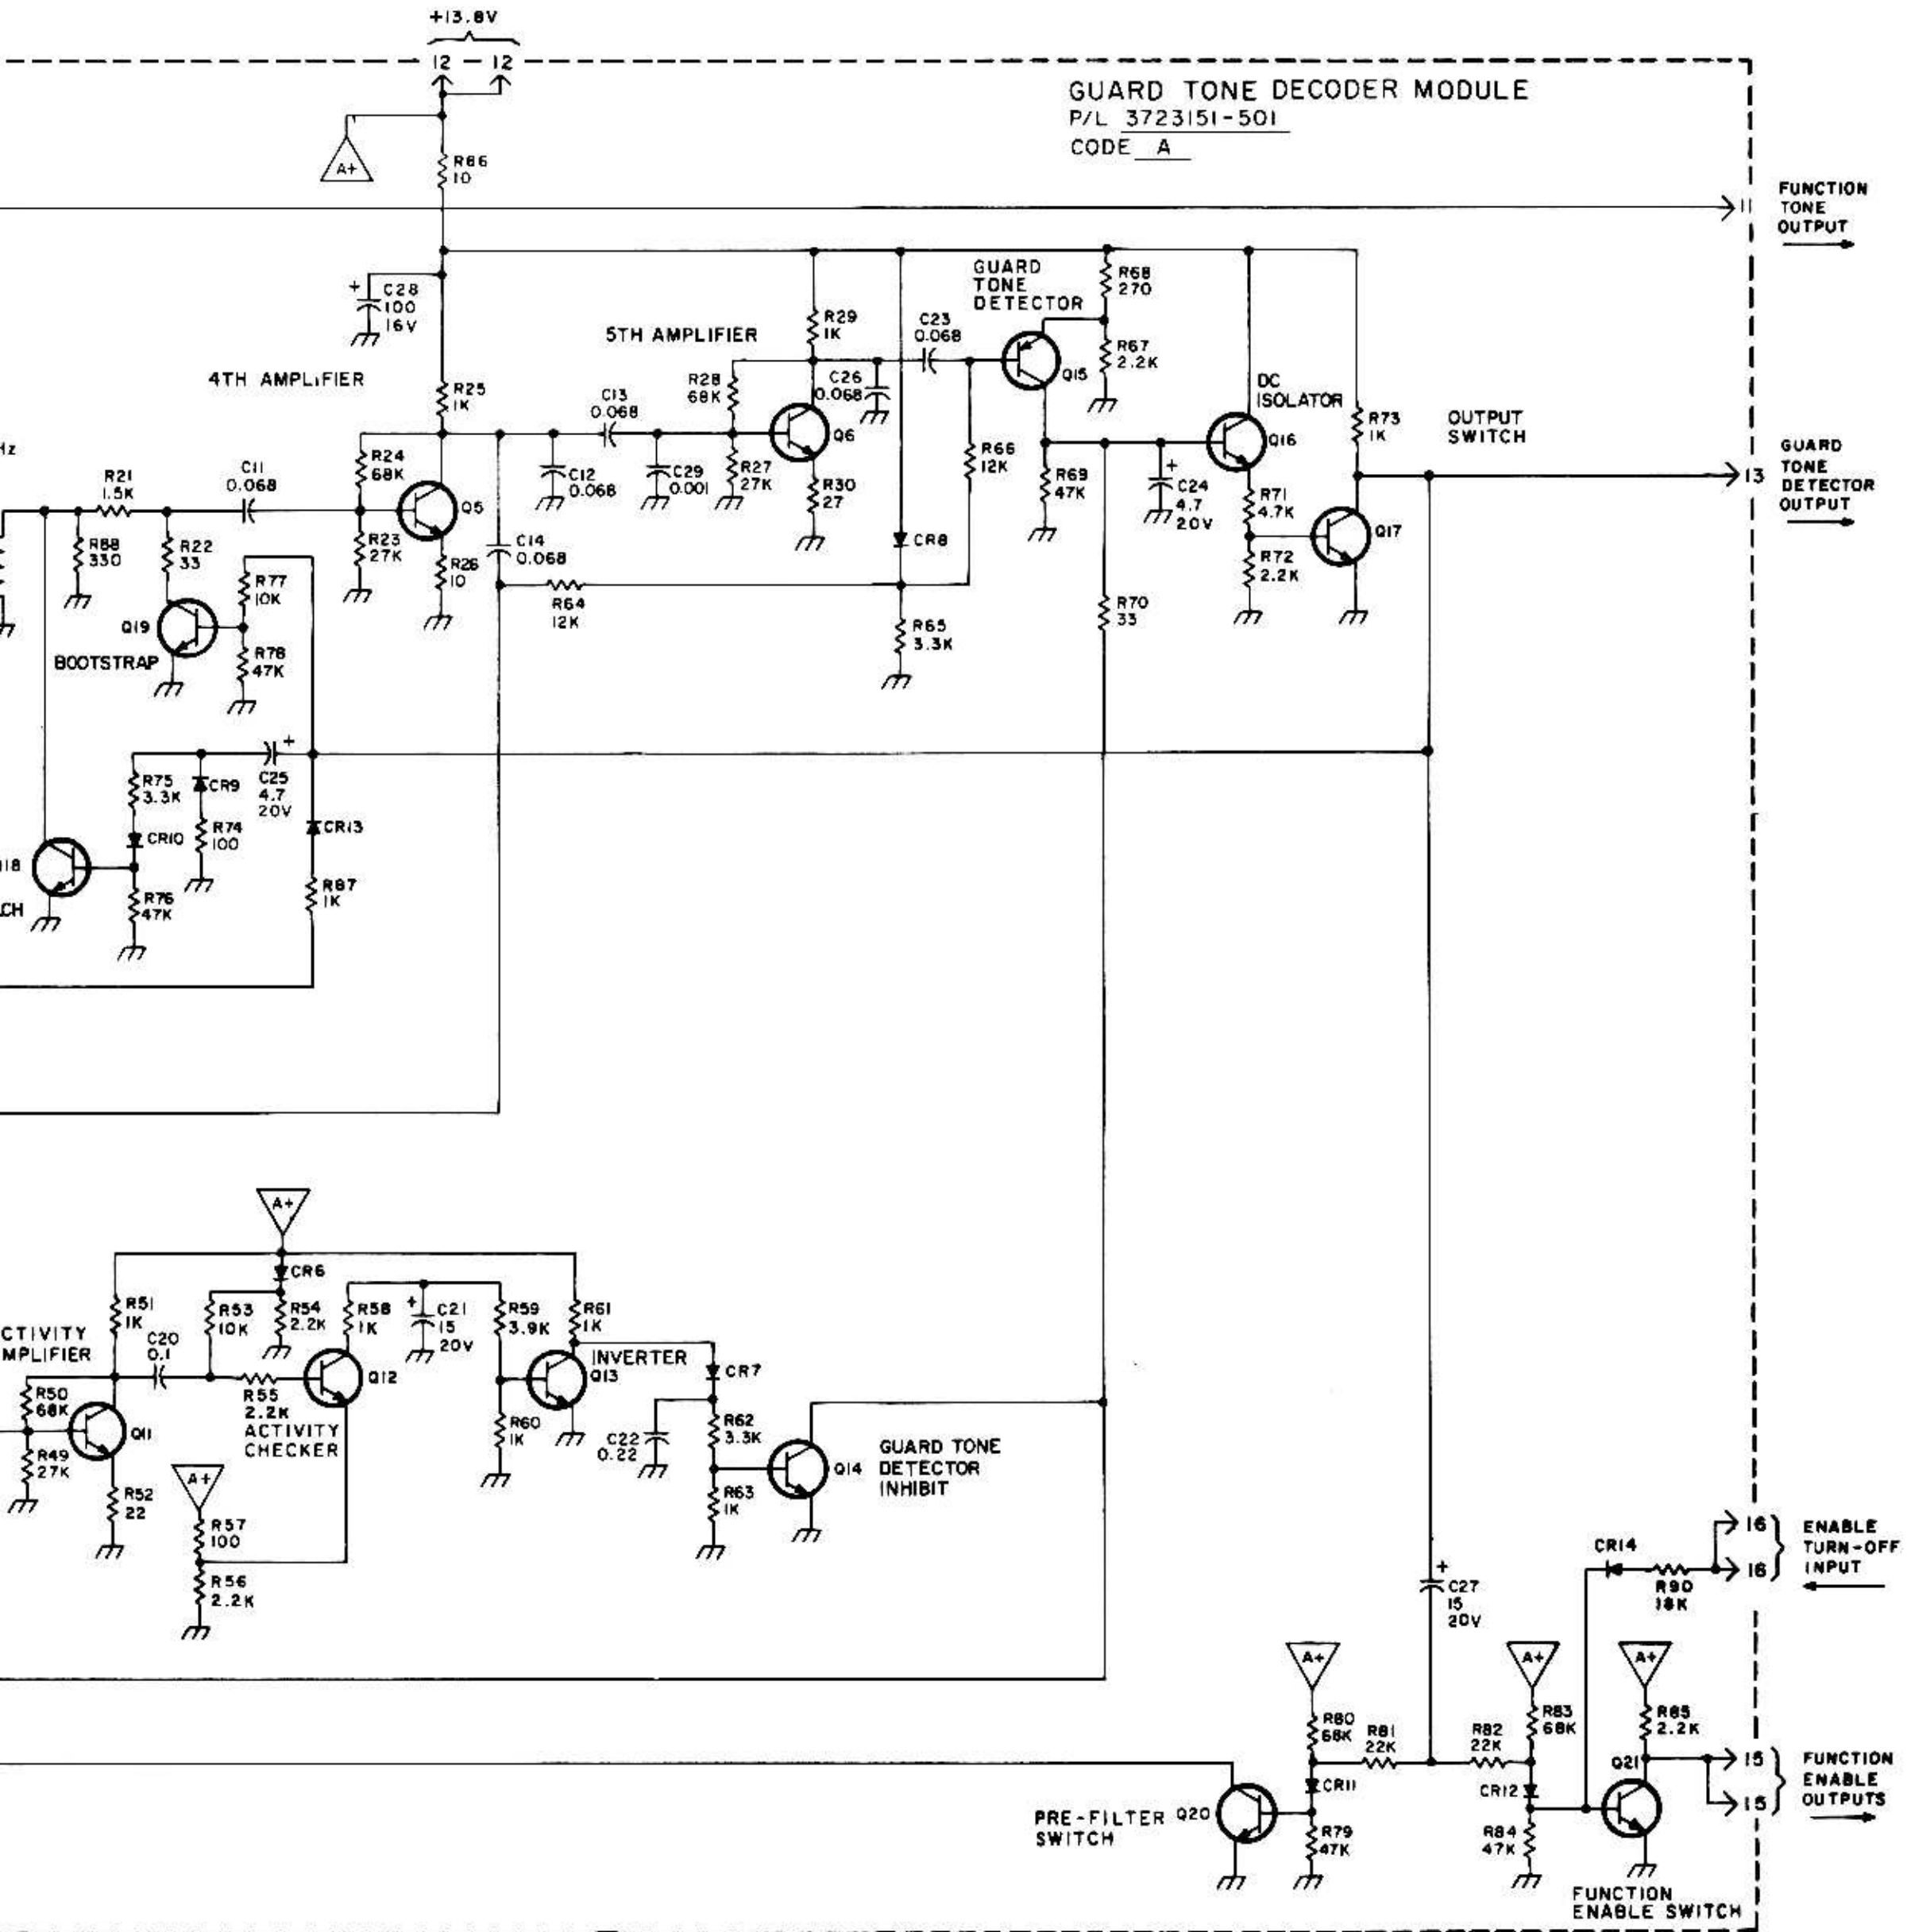 +13.8V
12 - 12
GUARD TONE DECODER MODULE
P/L 3723151-501
CODE A
A+
R86
10
11
FUNCTION
TONE
OUTPUT
+
C28
100
16V
GUARD
TONE
DETECTOR
R68
270
R29
1K
C23
0.068
5TH AMPLIFIER
R67
2.2K
Q15
4TH AMPLIFIER
R25
1K
R28
68K
C26
0.068
C13
0.068
DC
ISOLATOR
R73
1K
OUTPUT
SWITCH
Q6
Q16
Hz
R24
68K
R66
12K
GUARD
TONE
DETECTOR
OUTPUT
13
R21
1.5K
C11
0.068
C12
0.068
C29
0.001
R27
27K
R30
27
R69
47K
+
C24
4.7
20V
R71
4.7K
Q5
Q17
R88
330
R22
33
R23
27K
C14
0.068
CR8
R26
10
R72
2.2K
R77
10K
R64
12K
R70
33
Q19
R65
3.3K
BOOTSTRAP
R78
47K
+
R75
3.3K
CR9
C25
4.7
20V
CR10
R74
100
CR13
Q18
R76
47K
R87
1K
CH
A+
CR6
R51
1K
R53
10K
R54
2.2K
R58
1K
+
C21
15
20V
R59
3.9K
R61
1K
CTIVITY
MPLIFIER
C20
0.1
INVERTER
Q13
CR7
Q12
R50
68K
R55
2.2K
ACTIVITY
CHECKER
Q11
R60
1K
C22
0.22
R62
3.3K
R49
27K
A+
Q14
GUARD TONE
DETECTOR
INHIBIT
R52
22
R63
1K
R57
100
R56
2.2K
16
16
ENABLE
TURN-OFF
INPUT
CR14
R90
18K
+
C27
15
20V
A+
A+
A+
R80
68K
R81
22K
R82
22K
R83
68K
R85
2.2K
Q21
15
15
FUNCTION
ENABLE
OUTPUTS
CR11
CR12
PRE-FILTER
SWITCH
Q20
R79
47K
R84
47K
FUNCTION
ENABLE SWITCH